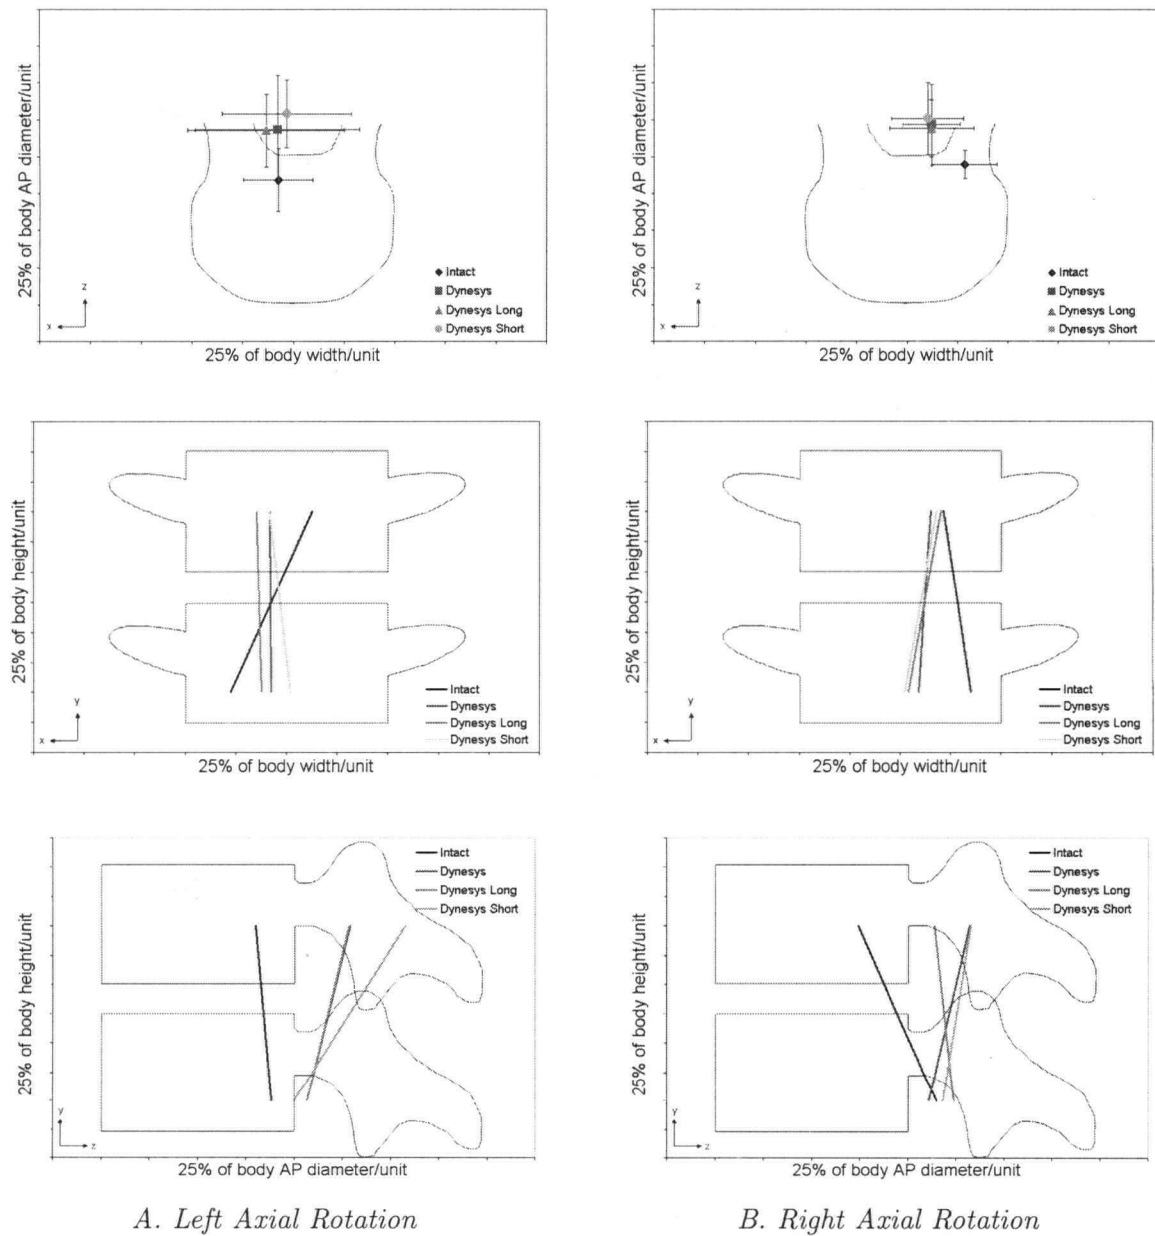 25% of body AP diameter/unit
z
x
Intact
Dynesys
Dynesys Long
Dynesys Short
25% of body width/unit
25% of body AP diameter/unit
z
x
Intact
Dynesys
Dynesys Long
Dynesys Short
25% of body width/unit
25% of body height/unit
y
x
Intact
Dynesys
Dynesys Long
Dynesys Short
25% of body width/unit
25% of body height/unit
y
x
Intact
Dynesys
Dynesys Long
Dynesys Short
25% of body width/unit
25% of body height/unit
Intact
Dynesys
Dynesys Long
Dynesys Short
y
z
25% of body AP diameter/unit
25% of body height/unit
Intact
Dynesys
Dynesys Long
Dynesys Short
y
z
25% of body AP diameter/unit
A. Left Axial Rotation
B. Right Axial Rotation